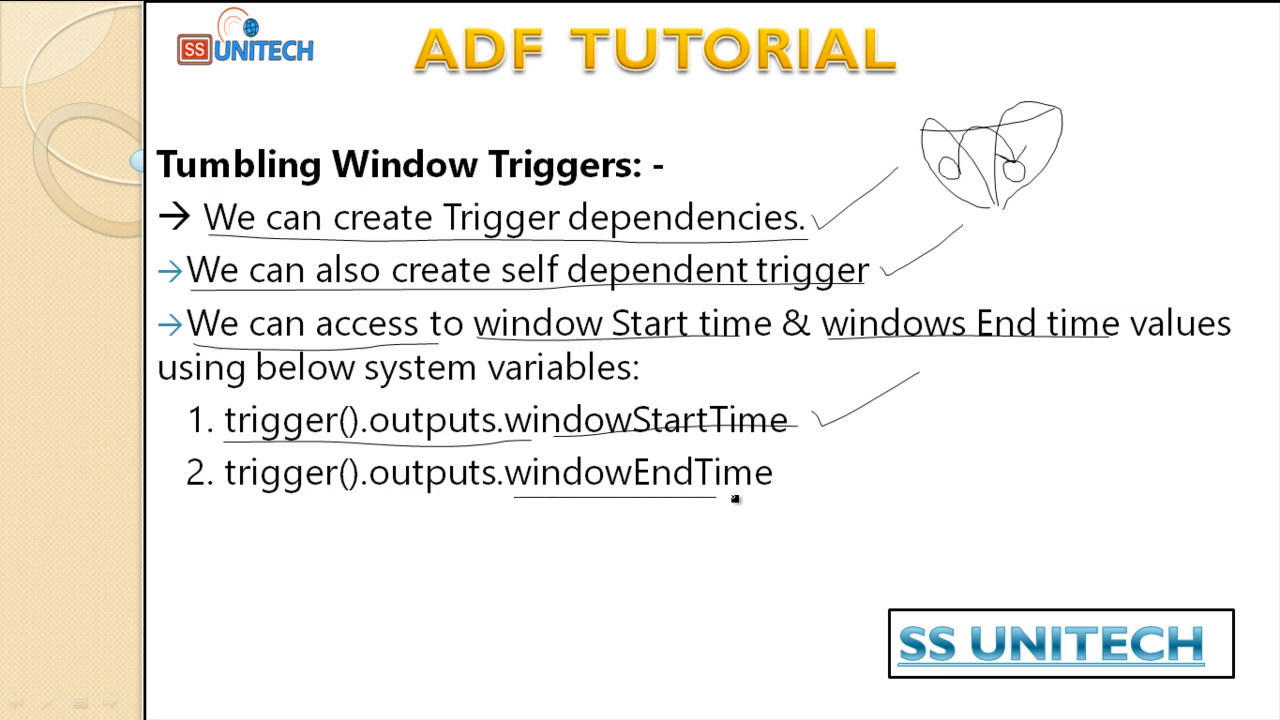 SS UNITECH
ADF TUTORIAL
Tumbling Window Triggers: -
→ We can create Trigger dependencies.
→We can also create self dependent trigger
→We can access to window Start time & windows End time values
using below system variables:
1. trigger().outputs.windowStartTime
2. trigger().outputs.windowEndTime
SS UNITECH